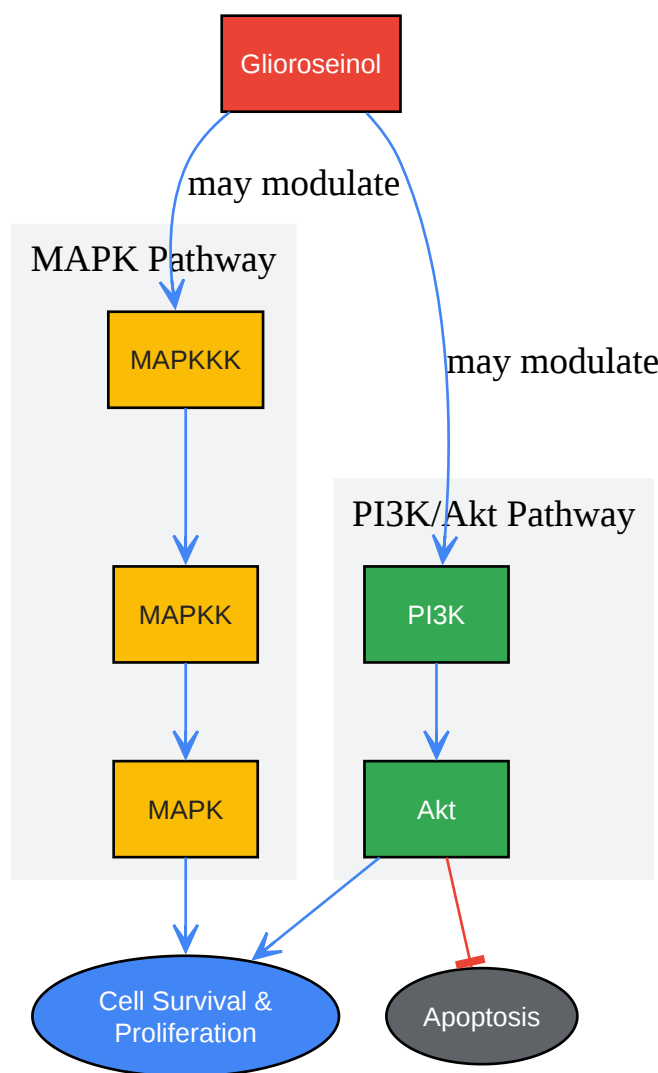 Glioroseinol
may modulate
MAPK Pathway
MAPKKK
may modulate
PI3K/Akt Pathway
MAPKK
PI3K
MAPK
Akt
Cell Survival &
Proliferation
Apoptosis